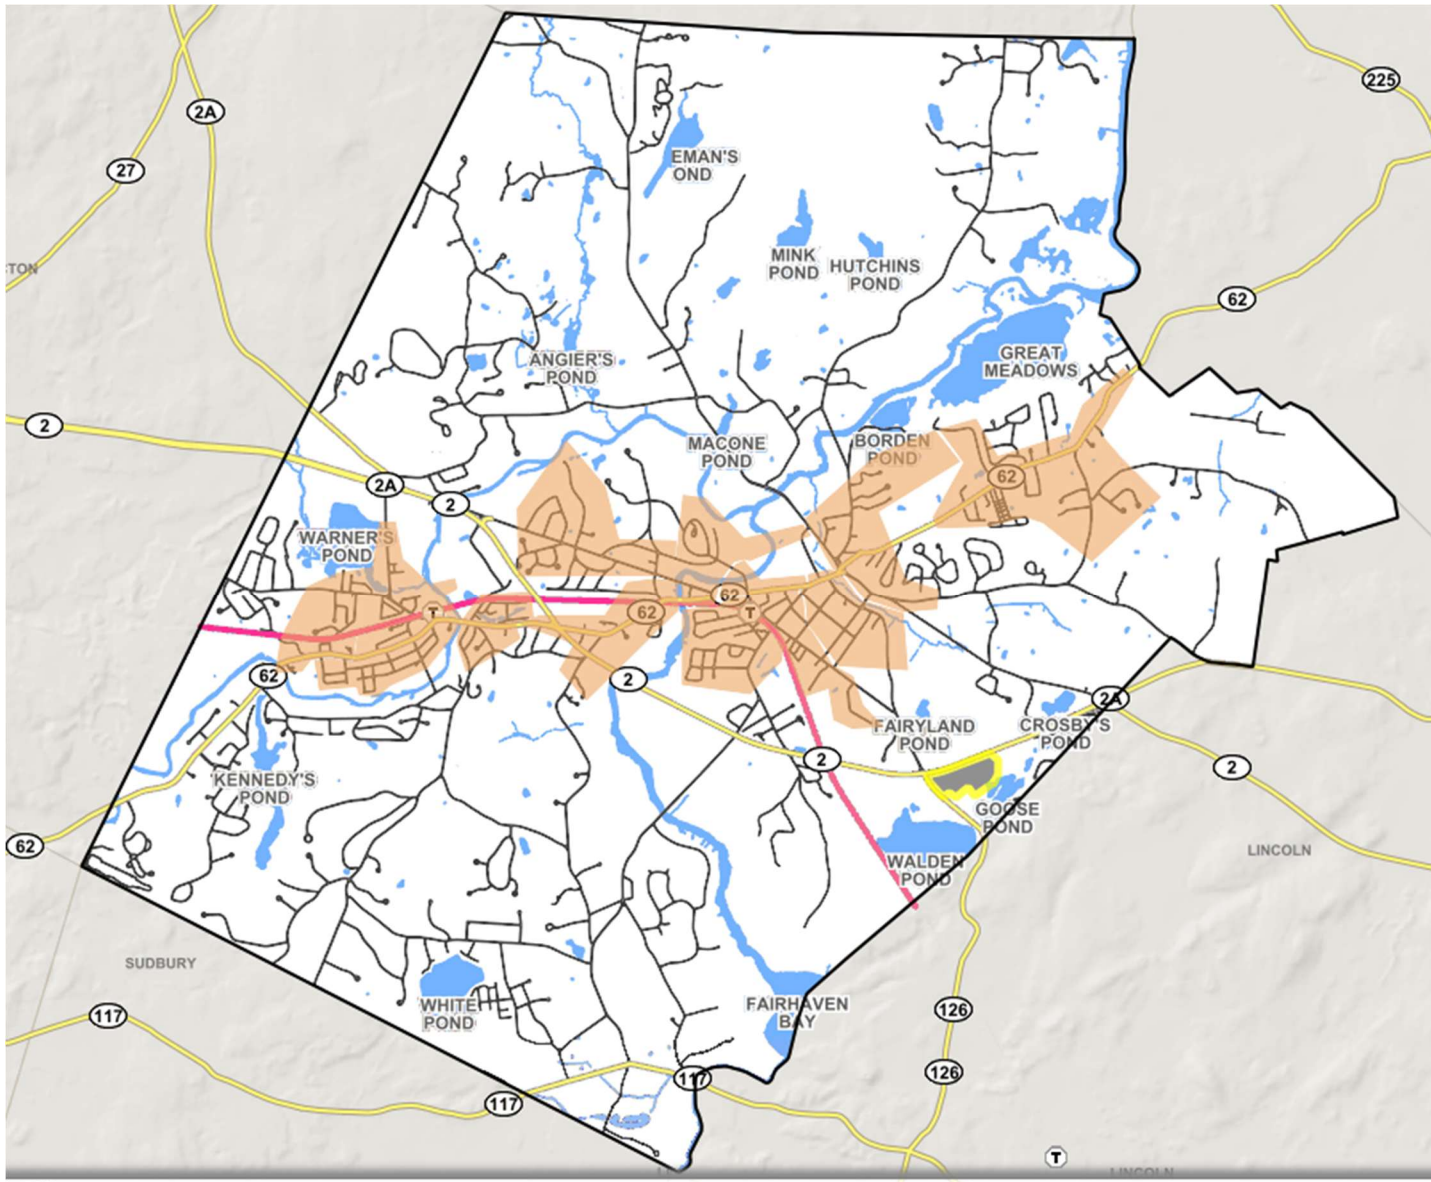 225
2A
27
EMAN'S
OND
MINK
POND
HUTCHINS
POND
TON
62
GREAT
MEADOWS
ANGIER'S
POND
2
MACONE
POND
BORDEN
POND
62
2A
2
WARNER'S
POND
62
T
62
T
62
2
2A
FAIRYLAND
POND
CROSBY'S
POND
2
2
KENNEDY'S
POND
GOOSE
POND
62
WALDEN
POND
LINCOLN
SUDBURY
WHITE
POND
FAIRHAVEN
BAY
126
117
126
117
117
T
LINCOLN